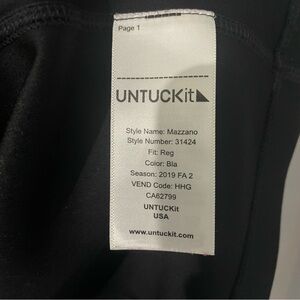 Page 1
UNTUCKit
Style Name: Mazzano
Style Number: 31424
Fit: Reg
Color: Bla
Season: 2019 FA 2
VEND Code: HHG
CA62799
UNTUCKit
USA
www.untuckit.com